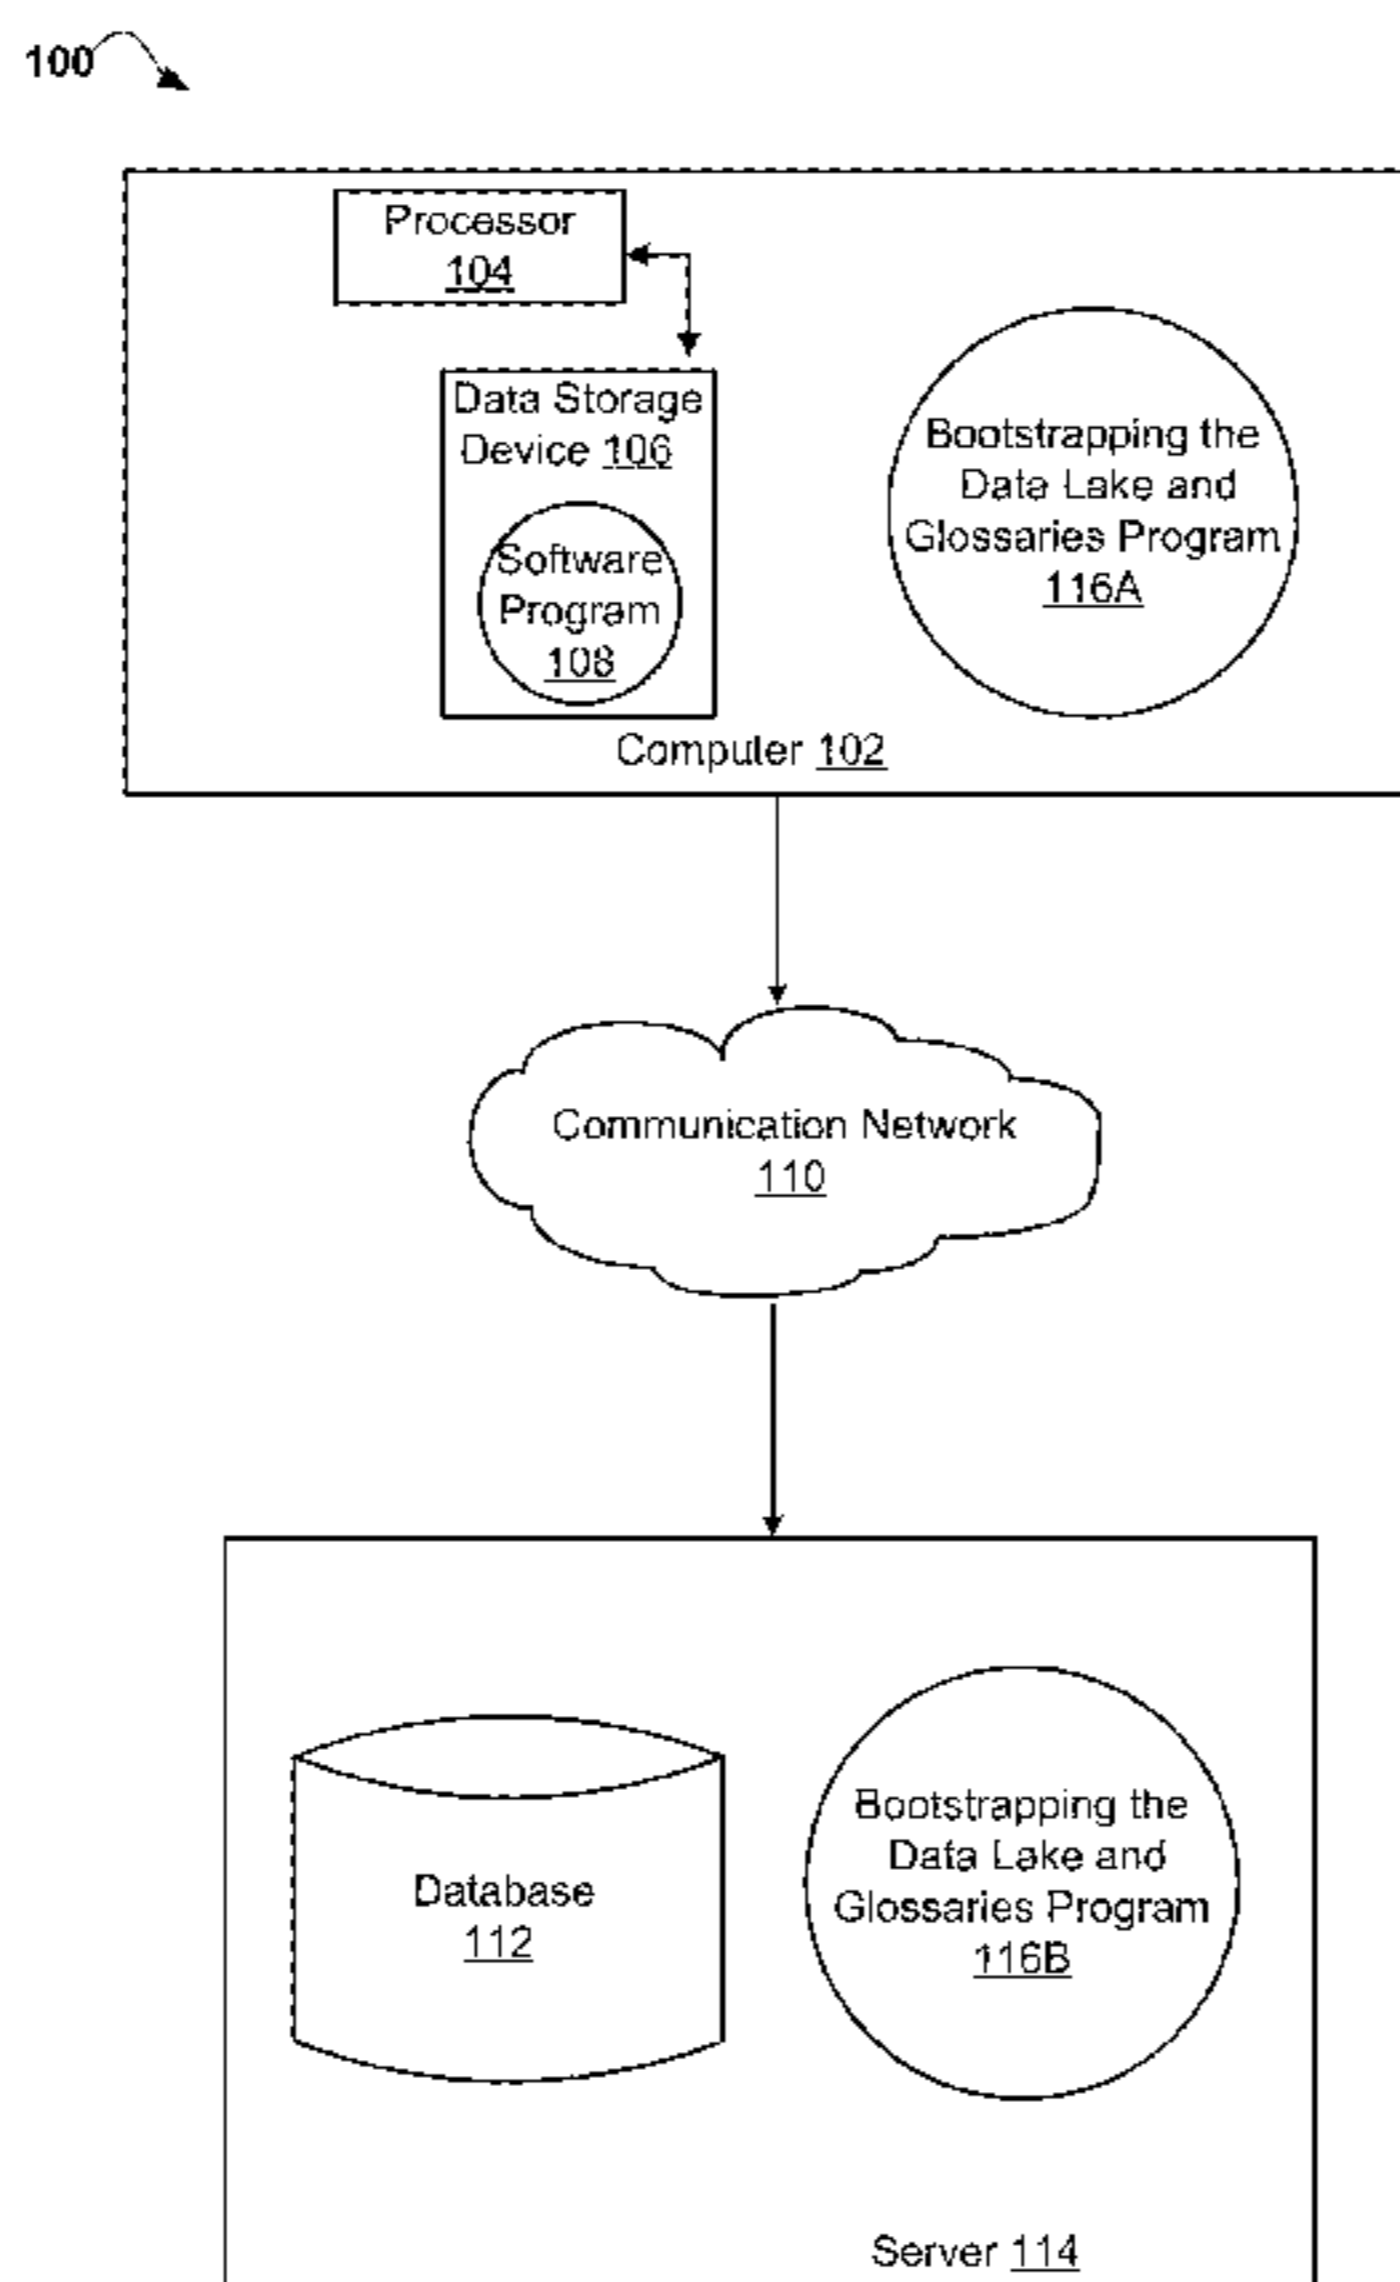 100
Processor
104
Data Storage
Device 106
Software
Program
108
Bootstrapping the
Data Lake and
Glossaries Program
116A
Computer 102
Communication Network
110
Database
112
Bootstrapping the
Data Lake and
Glossaries Program
116B
Server 114